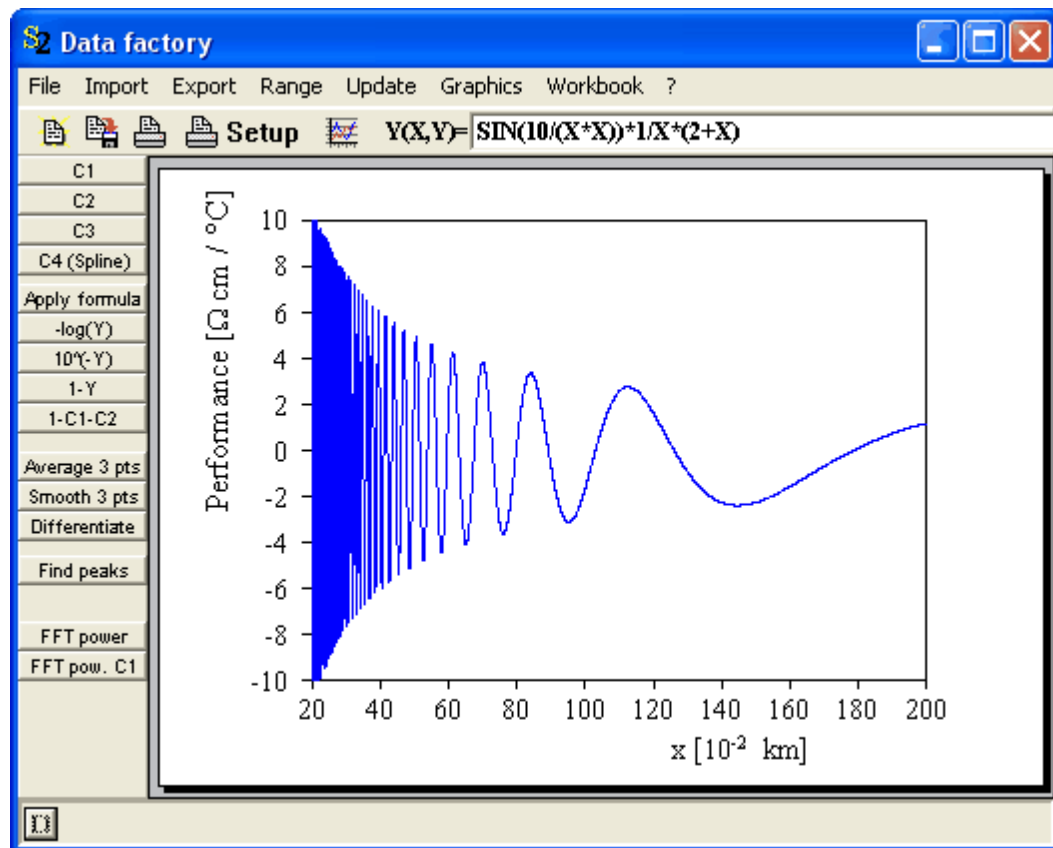 S2 Data factory
File Import Export Range Update Graphics Workbook ?
Setup Y(X,Y)= SIN(10/(X*X))*1/X*(2+X)
C1
C2
C3
C4 (Spline)
Apply formula
-log(Y)
10^(-Y)
1-Y
1-C1-C2
Average 3 pts
Smooth 3 pts
Differentiate
Find peaks
FFT power
FFT pow. C1
Performance [Ω cm / °C]
10
8
6
4
2
0
-2
-4
-6
-8
-10
20 40 60 80 100 120 140 160 180 200
x [10⁻² km]